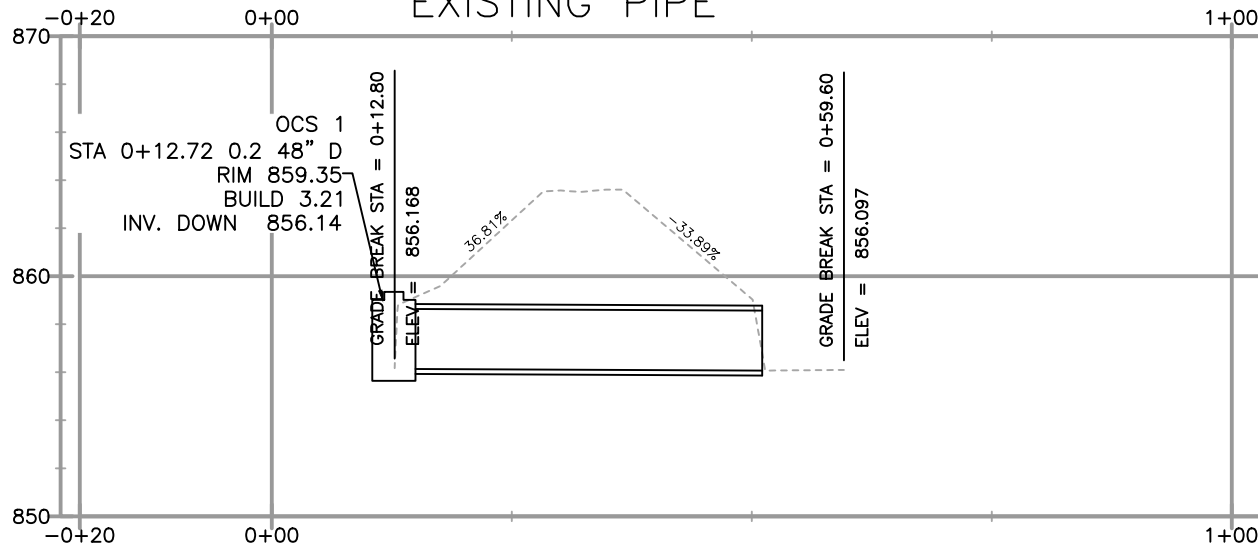 EXISTING PIPE
-0+20
0+00
1+00
870
OCS 1
STA 0+12.72 0.2 48" D
RIM 859.35
BUILD 3.21
INV. DOWN 856.14
GRADE BREAK STA = 0+12.80
ELEV = 856.168
36.81%
-33.89%
GRADE BREAK STA = 0+59.60
ELEV = 856.097
860
850
-0+20
0+00
1+00